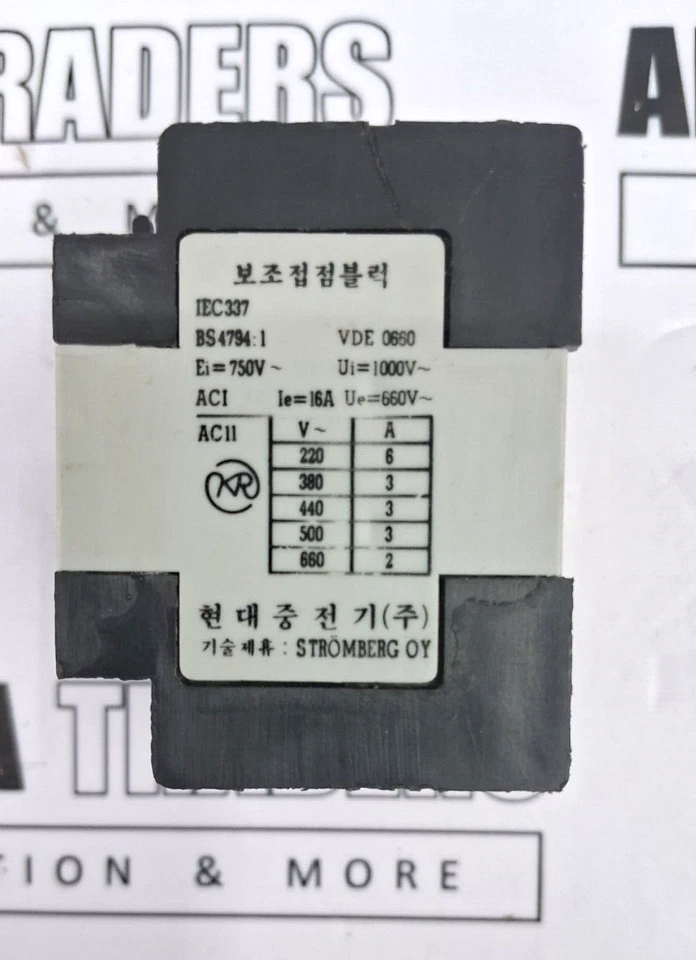 RADERS
& M
보조접점블럭
IEC337
BS4794:1 VDE 0660
Ei=750V~ Ui=1000V~
ACI Ie=16A Ue=660V~
AC11 V~ A
220 6
380 3
440 3
500 3
660 2
현대중전기(주)
기술제휴 : STRÖMBERG OY
TION & MORE